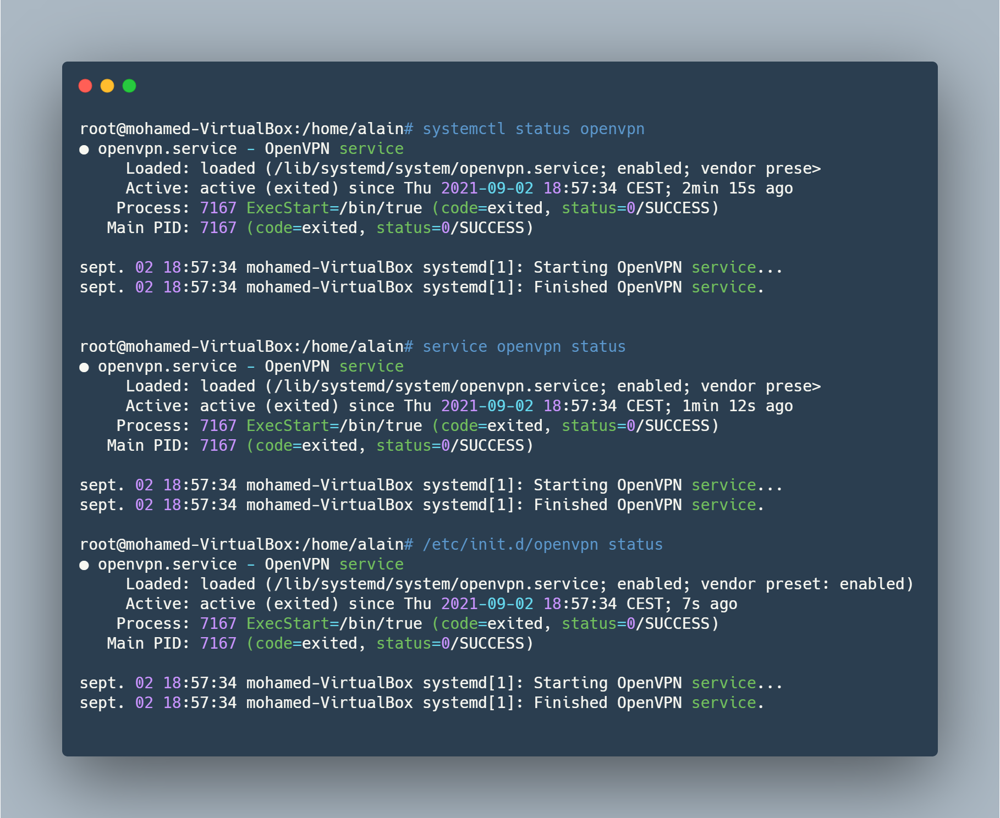 root@mohamed-VirtualBox:/home/alain# systemctl status openvpn
● openvpn.service - OpenVPN service
     Loaded: loaded (/lib/systemd/system/openvpn.service; enabled; vendor prese>
     Active: active (exited) since Thu 2021-09-02 18:57:34 CEST; 2min 15s ago
    Process: 7167 ExecStart=/bin/true (code=exited, status=0/SUCCESS)
   Main PID: 7167 (code=exited, status=0/SUCCESS)

sept. 02 18:57:34 mohamed-VirtualBox systemd[1]: Starting OpenVPN service...
sept. 02 18:57:34 mohamed-VirtualBox systemd[1]: Finished OpenVPN service.


root@mohamed-VirtualBox:/home/alain# service openvpn status
● openvpn.service - OpenVPN service
     Loaded: loaded (/lib/systemd/system/openvpn.service; enabled; vendor prese>
     Active: active (exited) since Thu 2021-09-02 18:57:34 CEST; 1min 12s ago
    Process: 7167 ExecStart=/bin/true (code=exited, status=0/SUCCESS)
   Main PID: 7167 (code=exited, status=0/SUCCESS)

sept. 02 18:57:34 mohamed-VirtualBox systemd[1]: Starting OpenVPN service...
sept. 02 18:57:34 mohamed-VirtualBox systemd[1]: Finished OpenVPN service.

root@mohamed-VirtualBox:/home/alain# /etc/init.d/openvpn status
● openvpn.service - OpenVPN service
     Loaded: loaded (/lib/systemd/system/openvpn.service; enabled; vendor preset: enabled)
     Active: active (exited) since Thu 2021-09-02 18:57:34 CEST; 7s ago
    Process: 7167 ExecStart=/bin/true (code=exited, status=0/SUCCESS)
   Main PID: 7167 (code=exited, status=0/SUCCESS)

sept. 02 18:57:34 mohamed-VirtualBox systemd[1]: Starting OpenVPN service...
sept. 02 18:57:34 mohamed-VirtualBox systemd[1]: Finished OpenVPN service.